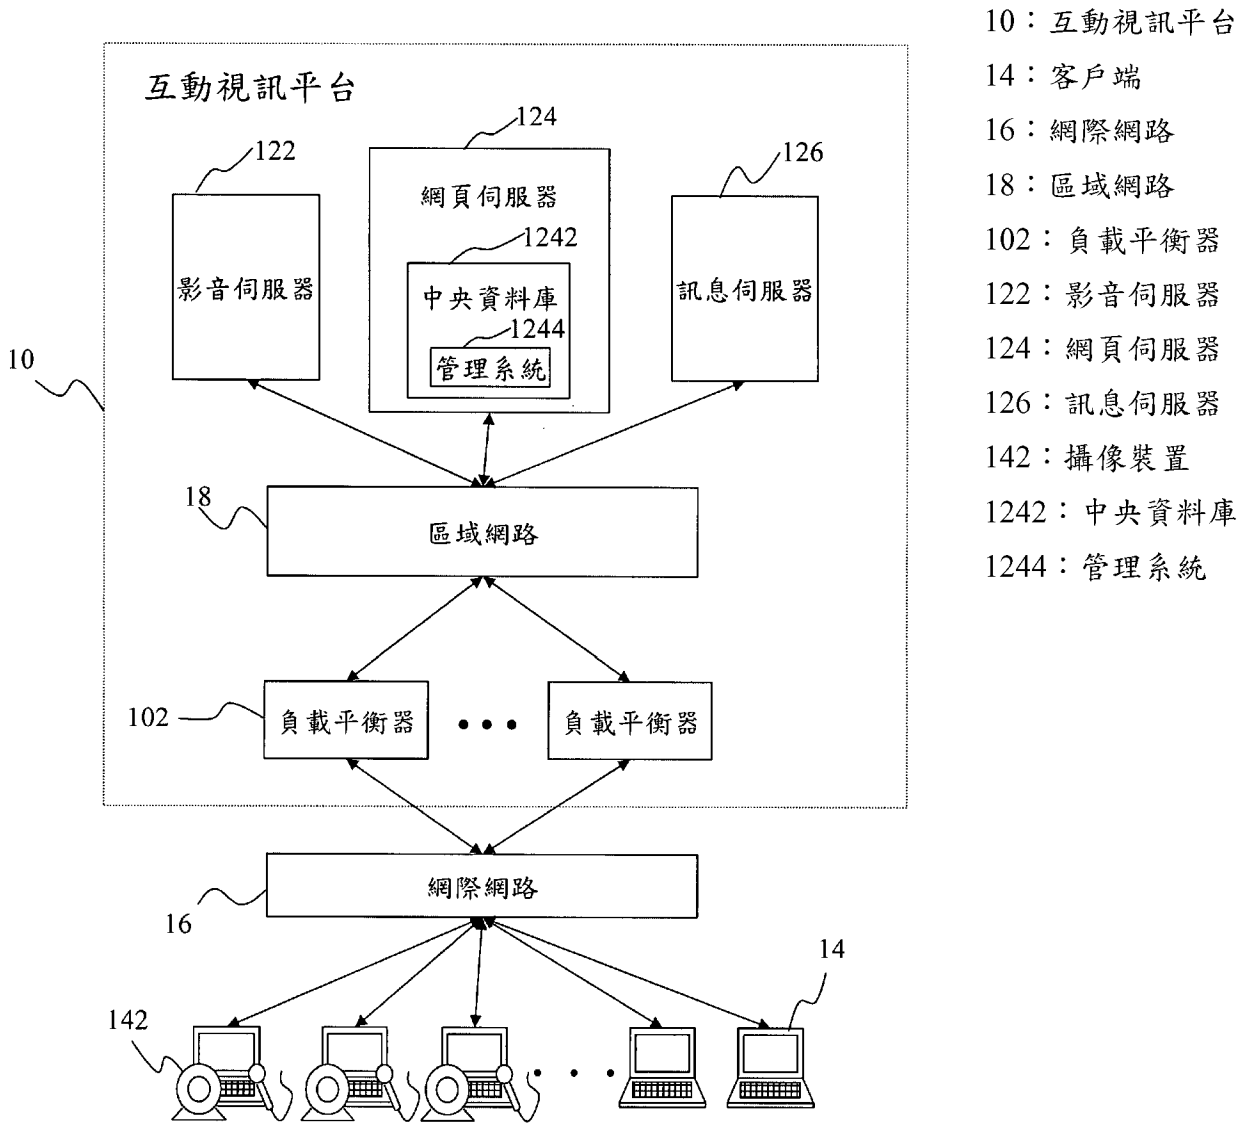 互動視訊平台
122
124
126
影音伺服器
網頁伺服器
1242
中央資料庫
1244
管理系統
訊息伺服器
10
18
區域網路
102
負載平衡器
負載平衡器
網際網路
16
14
142
10：互動視訊平台
14：客戶端
16：網際網路
18：區域網路
102：負載平衡器
122：影音伺服器
124：網頁伺服器
126：訊息伺服器
142：攝像裝置
1242：中央資料庫
1244：管理系統